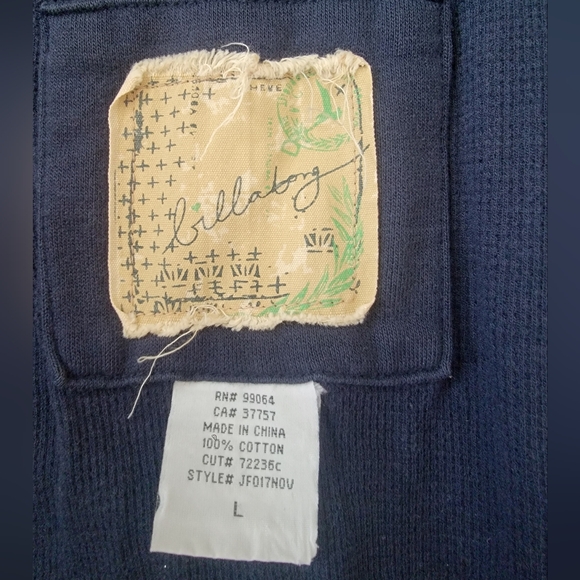 billabong
RN# 99064
CA# 37757
MADE IN CHINA
100% COTTON
CUT# 72236c
STYLE# JF017NOV
L